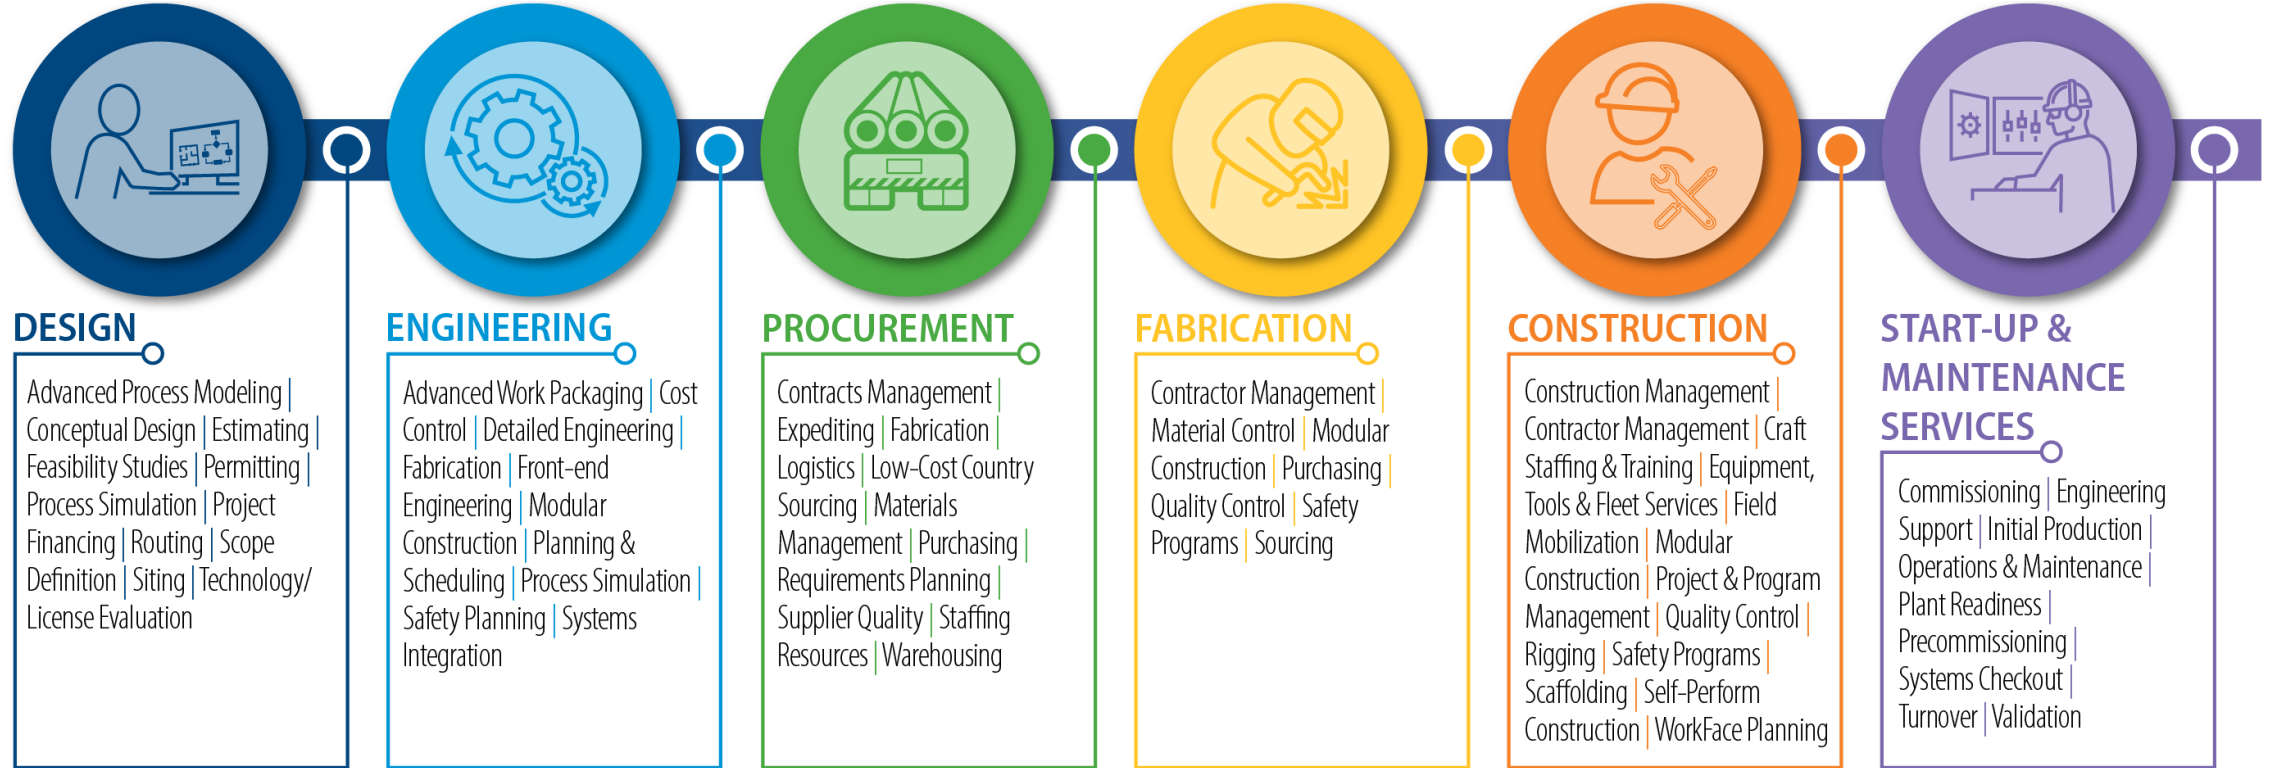 DESIGN
Advanced Process Modeling |
Conceptual Design | Estimating |
Feasibility Studies | Permitting |
Process Simulation | Project
Financing | Routing | Scope
Definition | Siting | Technology/
License Evaluation
ENGINEERING
Advanced Work Packaging | Cost
Control | Detailed Engineering |
Fabrication | Front-end
Engineering | Modular
Construction | Planning &
Scheduling | Process Simulation |
Safety Planning | Systems
Integration
PROCUREMENT
Contracts Management |
Expediting | Fabrication |
Logistics | Low-Cost Country
Sourcing | Materials
Management | Purchasing |
Requirements Planning |
Supplier Quality | Staffing
Resources | Warehousing
FABRICATION
Contractor Management |
Material Control | Modular
Construction | Purchasing |
Quality Control | Safety
Programs | Sourcing
CONSTRUCTION
Construction Management |
Contractor Management | Craft
Staffing & Training | Equipment,
Tools & Fleet Services | Field
Mobilization | Modular
Construction | Project & Program
Management | Quality Control |
Rigging | Safety Programs |
Scaffolding | Self-Perform
Construction | WorkFace Planning
START-UP &
MAINTENANCE
SERVICES
Commissioning | Engineering
Support | Initial Production |
Operations & Maintenance |
Plant Readiness |
Precommissioning |
Systems Checkout |
Turnover | Validation